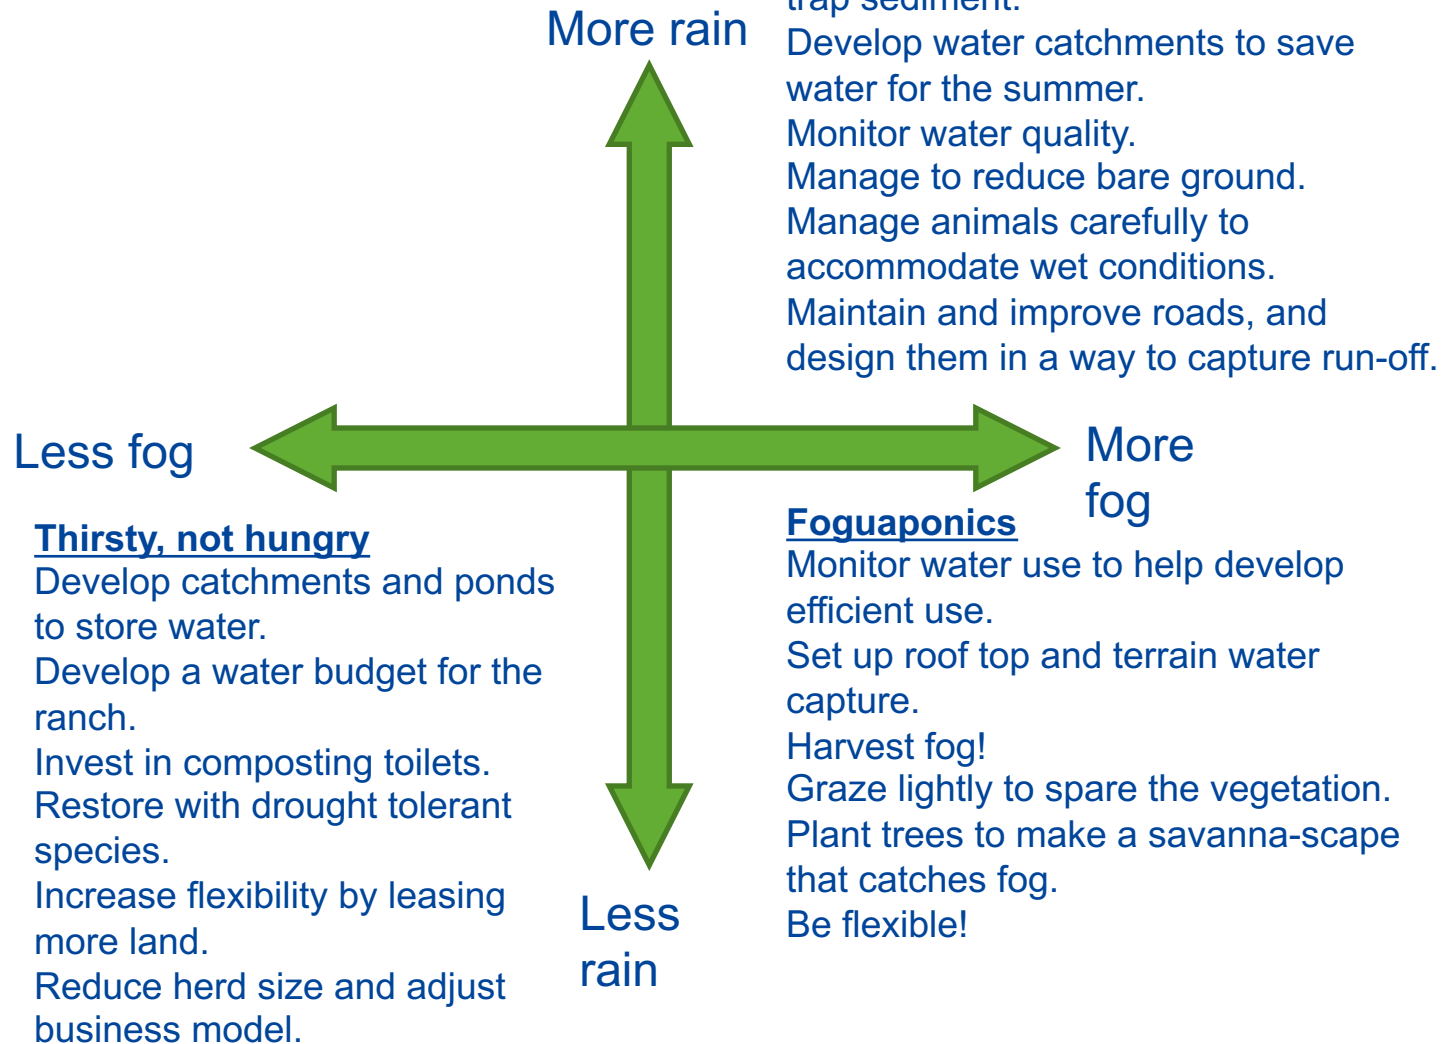 More rain
trap sediment.
Develop water catchments to save
water for the summer.
Monitor water quality.
Manage to reduce bare ground.
Manage animals carefully to
accommodate wet conditions.
Maintain and improve roads, and
design them in a way to capture run-off.
Less fog
More
fog
Thirsty, not hungry
Develop catchments and ponds
to store water.
Develop a water budget for the
ranch.
Invest in composting toilets.
Restore with drought tolerant
species.
Increase flexibility by leasing
more land.
Reduce herd size and adjust
business model.
Foguaponics
Monitor water use to help develop
efficient use.
Set up roof top and terrain water
capture.
Harvest fog!
Graze lightly to spare the vegetation.
Plant trees to make a savanna-scape
that catches fog.
Be flexible!
Less
rain